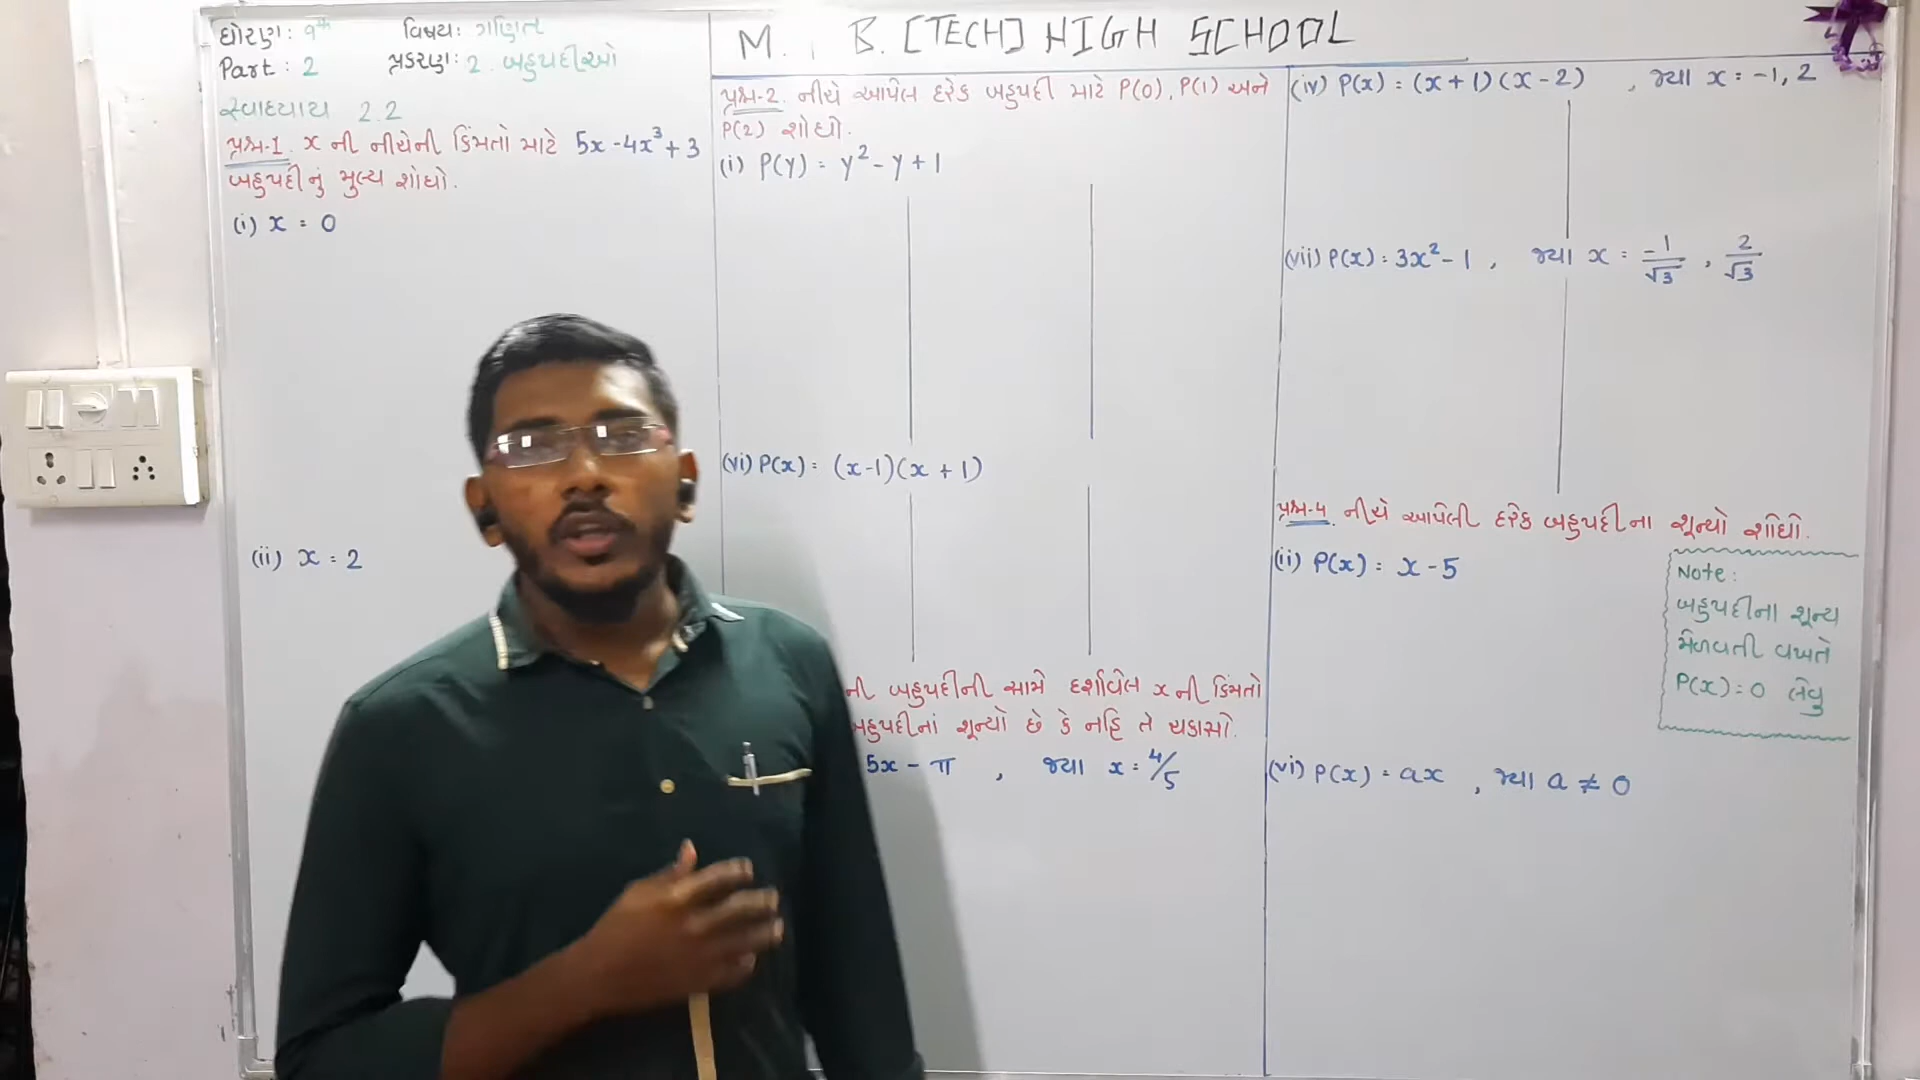 ધોરણ: ૧th વિષય: ગણિત
Part: 2 પ્રકરણ: 2. બહુપદીઓ
M. B. [TECH] HIGH SCHOOL
સ્વાધ્યાય 2.2
પ્રશ્ન-1. x ની નીચેની કિંમતો માટે 5x - 4x³ + 3
બહુપદીનું મુલ્ય શોધો.
(i) x = 0
(ii) x = 2
પ્રશ્ન-2. નીચે આપેલ દરેક બહુપદી માટે P(0), P(1) અને
P(2) શોધો.
(i) P(y) = y² - y + 1
(vi) P(x) = (x-1)(x+1)
ની બહુપદીની સામે દર્શાવેલ x ની કિંમતો
બહુપદીનાં શૂન્યો છે કે નહિ તે ચકાસો.
5x - π , જ્યા x = 4/5
(iv) P(x) = (x+1)(x-2) , જ્યા x = -1, 2
(vii) P(x) = 3x² - 1 , જ્યા x = -1/√3 , 2/√3
પ્રશ્ન-4. નીચે આપેલી દરેક બહુપદીના શૂન્યો શોધો.
(ii) P(x) = x - 5
Note:
બહુપદીના શૂન્ય
મેળવતી વખતે
P(x) = 0 લેવુ
(vi) P(x) = ax , જ્યા a ≠ 0